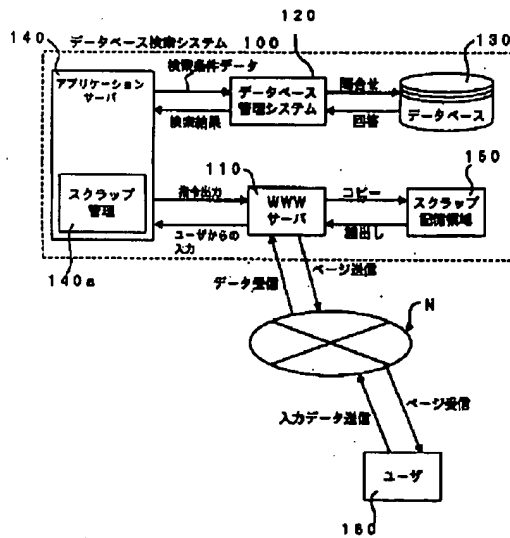 120
140
データベース検索システム 100
130
アプリケーション
サーバ
検索条件データ
データベース
管理システム
問合せ
データベース
検索結果
回答
110
150
スクラップ
管理
指令出力
WWW
サーバ
コピー
スクラップ
記憶領域
ユーザからの
入力
読出し
140a
データ受信
ページ送信
N
入力データ送信
ページ受信
ユーザ
160